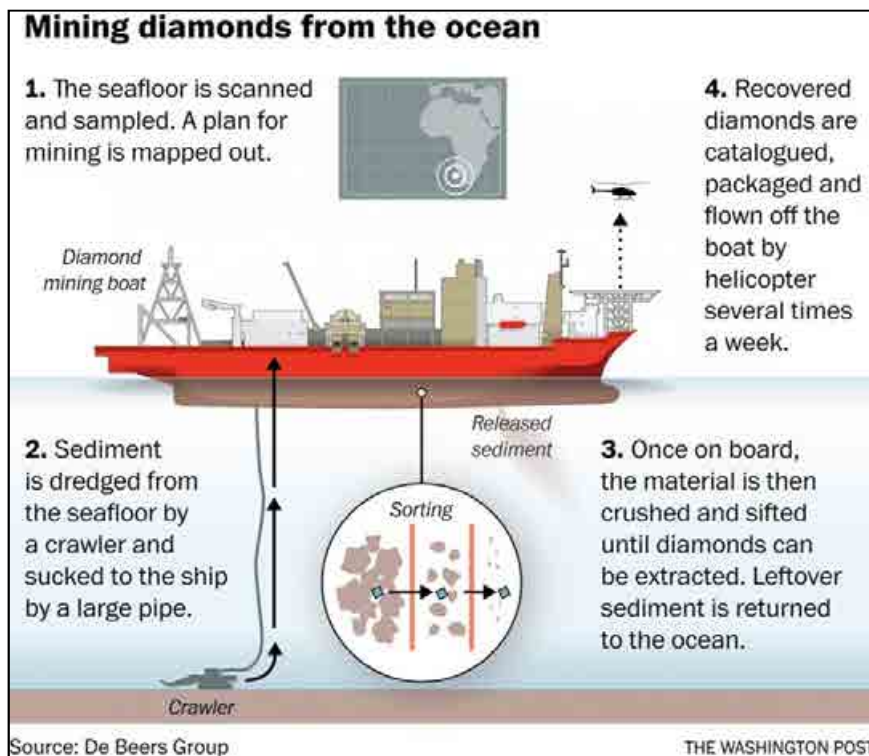 Mining diamonds from the ocean
1. The seafloor is scanned
and sampled. A plan for
mining is mapped out.
4. Recovered
diamonds are
catalogued,
packaged and
flown off the
boat by
helicopter
several times
a week.
Diamond
mining boat
Released
sediment
2. Sediment
is dredged from
the seafloor by
a crawler and
sucked to the ship
by a large pipe.
Sorting
3. Once on board,
the material is then
crushed and sifted
until diamonds can
be extracted. Leftover
sediment is returned
to the ocean.
Crawler
Source: De Beers Group
THE WASHINGTON POST